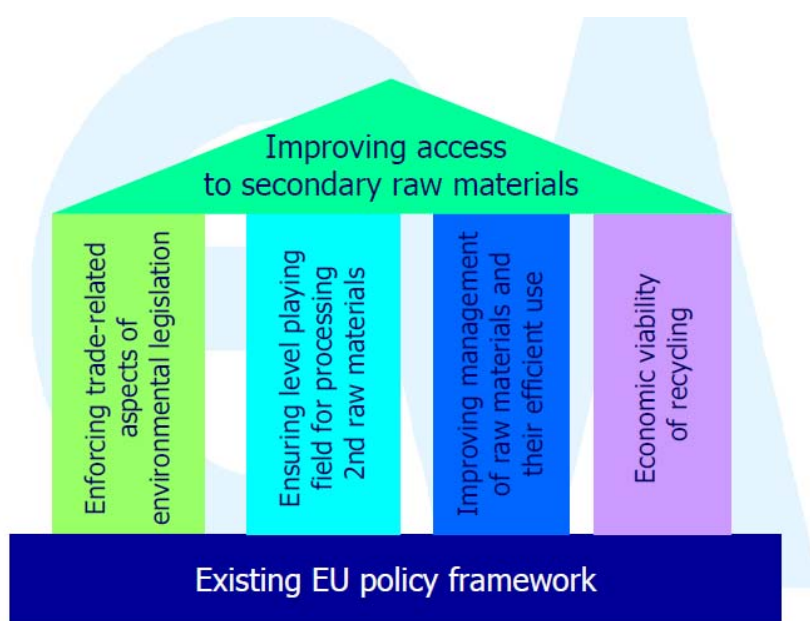 Improving access
to secondary raw materials
Enforcing trade-related
aspects of
environmental legislation
Ensuring level playing
field for processing
2nd raw materials
Improving management
of raw materials and
their efficient use
Economic viability
of recycling
Existing EU policy framework